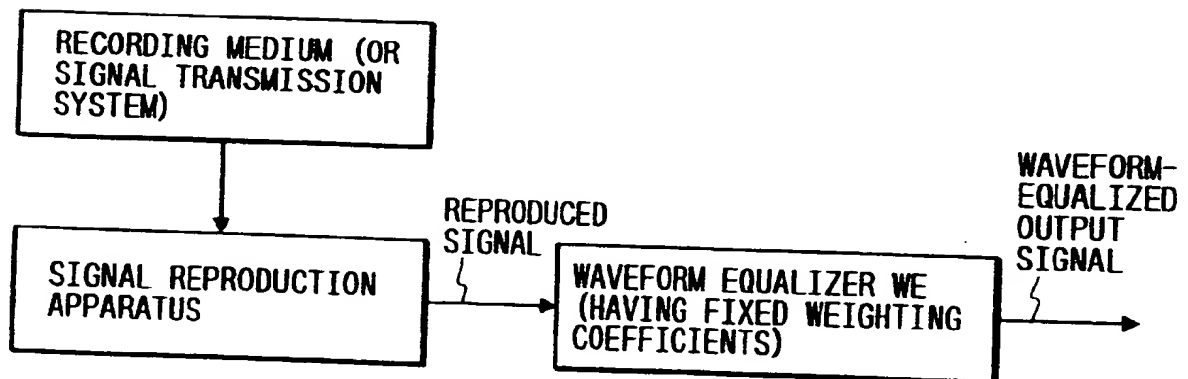 RECORDING MEDIUM (OR
SIGNAL TRANSMISSION
SYSTEM)
SIGNAL REPRODUCTION
APPARATUS
REPRODUCED
SIGNAL
WAVEFORM EQUALIZER WE
(HAVING FIXED WEIGHTING
COEFFICIENTS)
WAVEFORM-
EQUALIZED
OUTPUT
SIGNAL